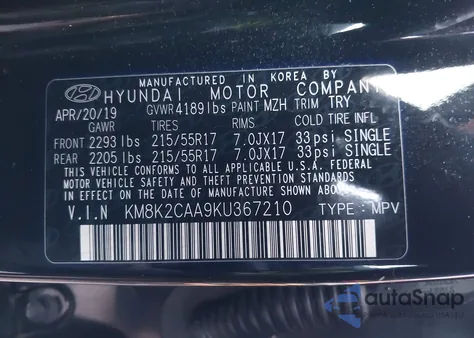 MANUFACTURED IN KOREA BY
HYUNDAI MOTOR COMPANY
APR/20/19 GVWR 4189 lbs PAINT MZH TRIM TRY
GAWR TIRES RIMS COLD TIRE INFL
FRONT 2293 lbs 215/55R17 7.0JX17 33psi SINGLE
REAR 2205 lbs 215/55R17 7.0JX17 33psi SINGLE
THIS VEHICLE CONFORMS TO ALL APPLICABLE U.S.A. FEDERAL
MOTOR VEHICLE SAFETY, BUMPER, AND THEFT PREVENTION STANDARDS
IN EFFECT ON THE DATE OF MANUFACTURE SHOWN ABOVE.
V.I.N KM8K2CAA9KU367210 TYPE : MPV
autoSnap